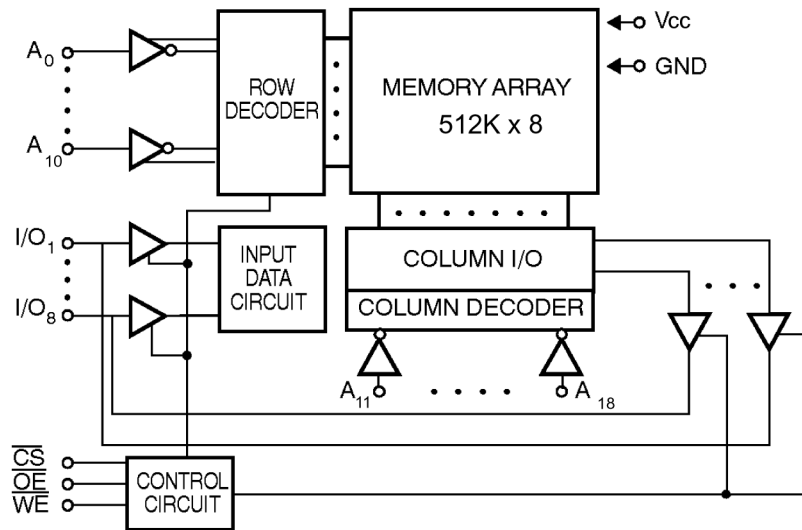 A0
A10
ROW
DECODER
MEMORY ARRAY
512K x 8
Vcc
GND
I/O1
I/O8
INPUT
DATA
CIRCUIT
COLUMN I/O
COLUMN DECODER
A11
A18
CS
OE
WE
CONTROL
CIRCUIT